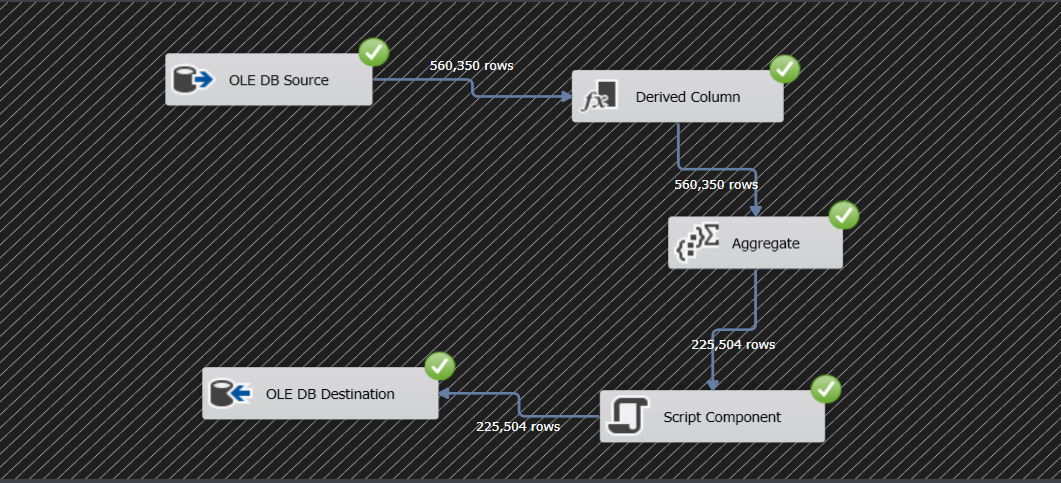 OLE DB Source
560,350 rows
Derived Column
560,350 rows
Aggregate
225,504 rows
Script Component
225,504 rows
OLE DB Destination